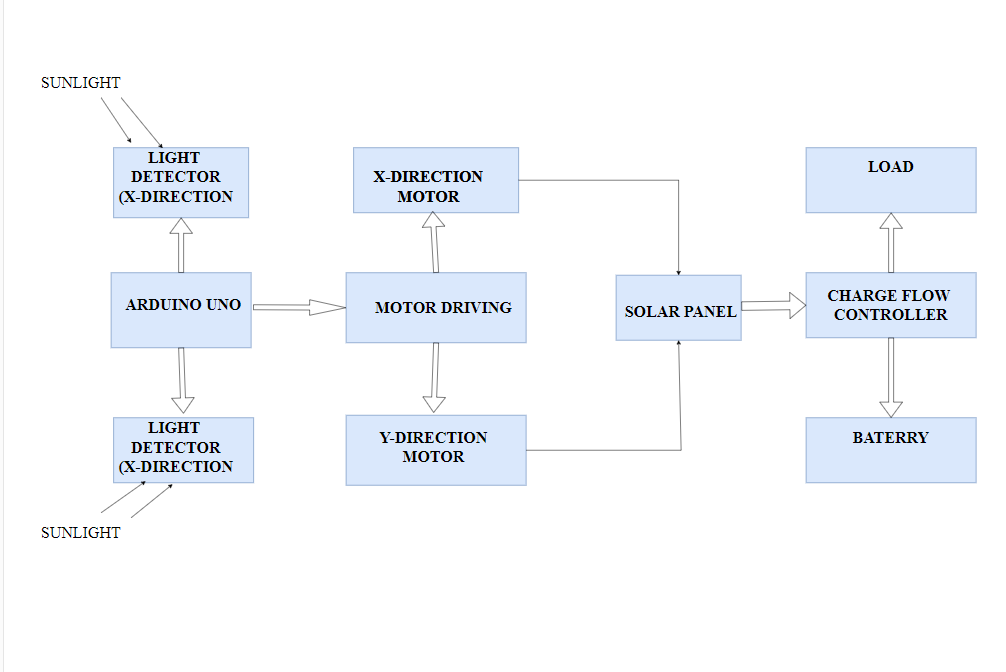 SUNLIGHT
LIGHT
DETECTOR
(X-DIRECTION
X-DIRECTION
MOTOR
LOAD
ARDUINO UNO
MOTOR DRIVING
SOLAR PANEL
CHARGE FLOW
CONTROLLER
LIGHT
DETECTOR
(X-DIRECTION
Y-DIRECTION
MOTOR
BATERRY
SUNLIGHT